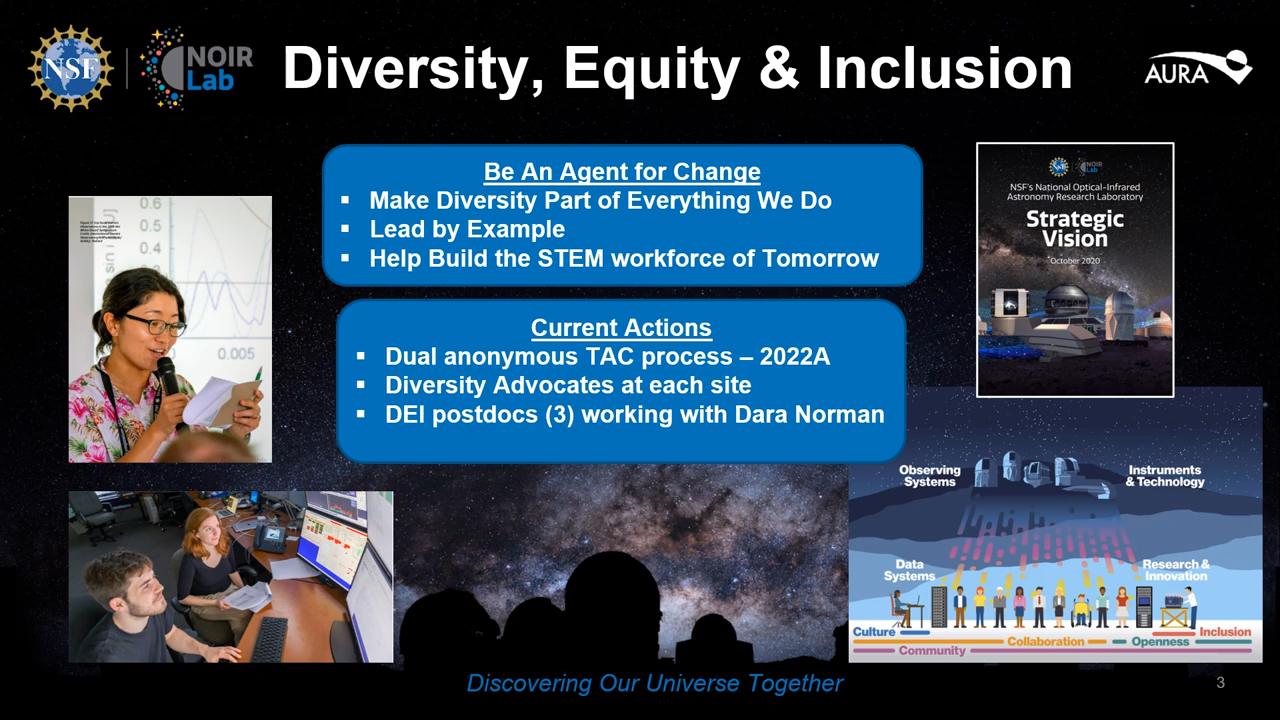 NSF
NOIR
Lab
Diversity, Equity & Inclusion
AURA
Be An Agent for Change
▪ Make Diversity Part of Everything We Do
▪ Lead by Example
▪ Help Build the STEM workforce of Tomorrow
Current Actions
▪ Dual anonymous TAC process – 2022A
▪ Diversity Advocates at each site
▪ DEI postdocs (3) working with Dara Norman
0.6
0.5
0.4
0.3
0.005
NOIR
Lab
NSF's National Optical-Infrared
Astronomy Research Laboratory
Strategic
Vision
October 2020
Observing
Systems
Instruments
& Technology
Data
Systems
Research &
Innovation
Culture
Inclusion
Collaboration
Openness
Community
Discovering Our Universe Together
3